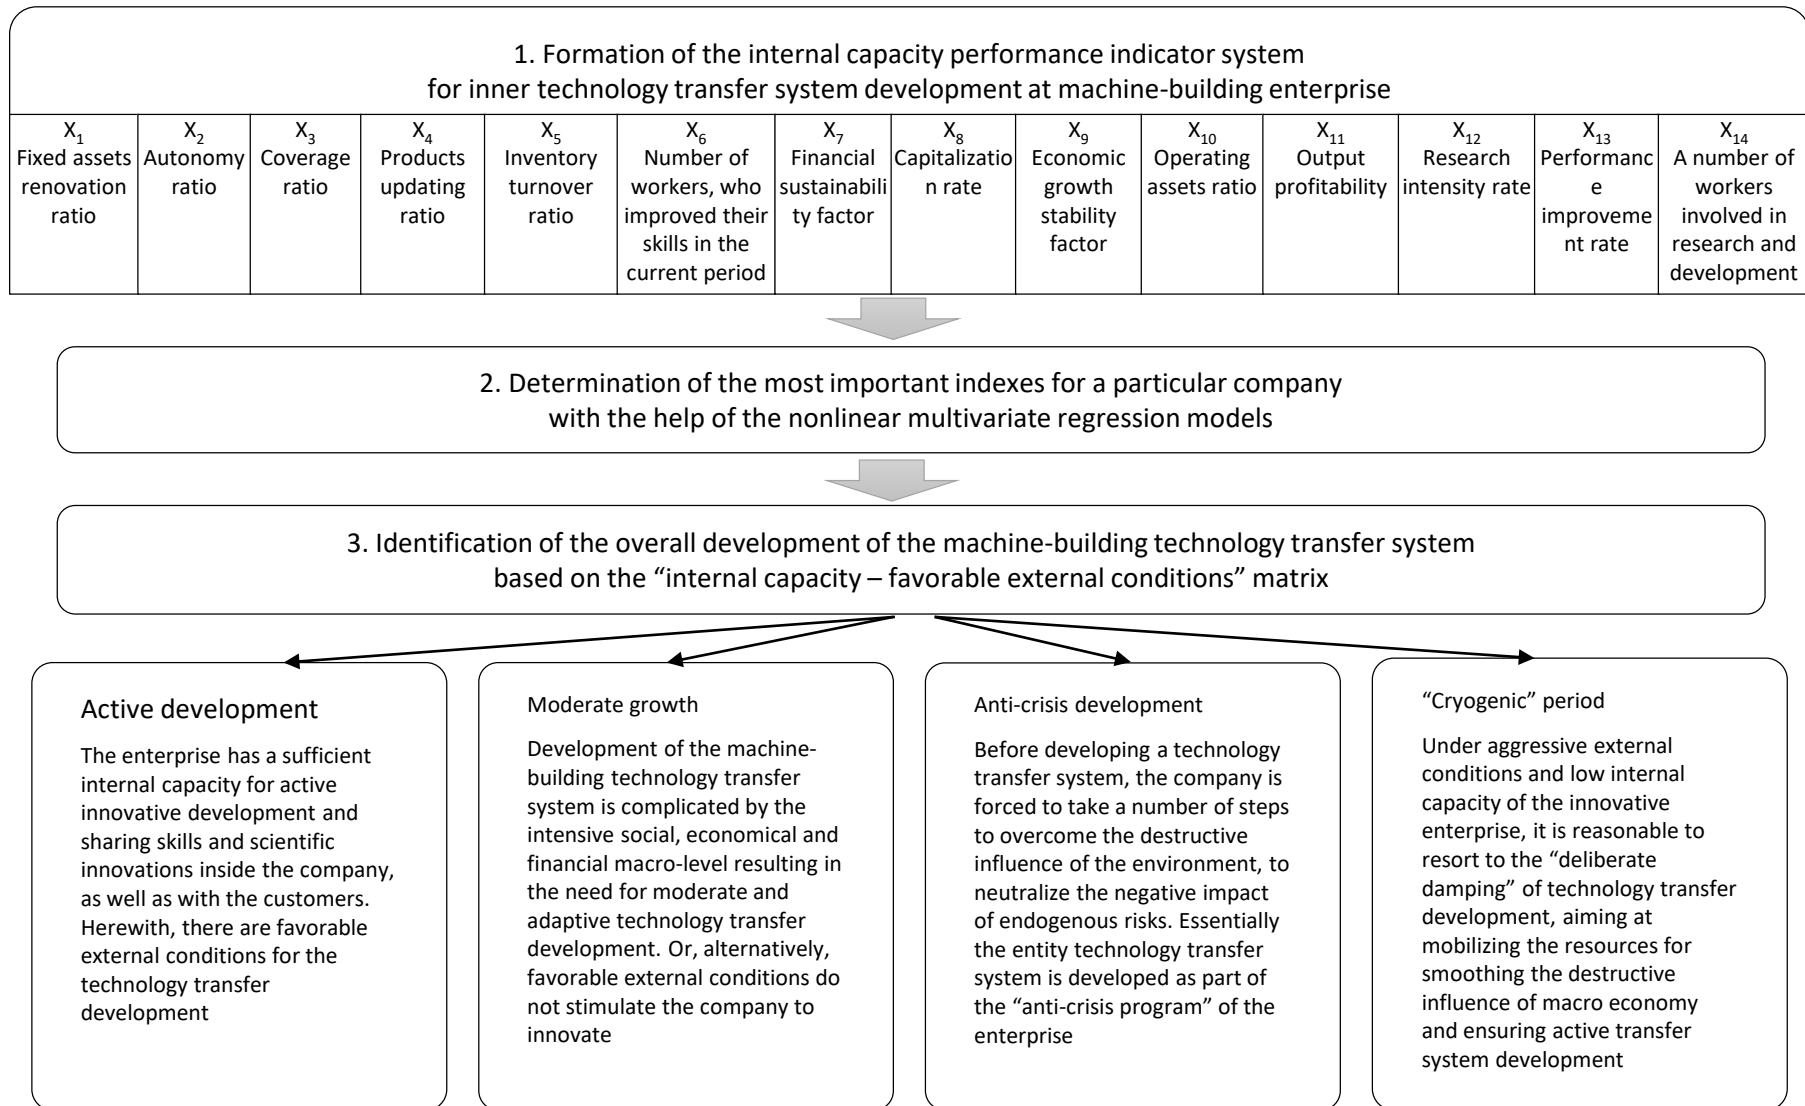 1. Formation of the internal capacity performance indicator system
for inner technology transfer system development at machine-building enterprise
X1
Fixed assets
renovation
ratio
X2
Autonomy
ratio
X3
Coverage
ratio
X4
Products
updating
ratio
X5
Inventory
turnover
ratio
X6
Number of
workers, who
improved their
skills in the
current period
X7
Financial
sustainabili
ty factor
X8
Capitalizatio
n rate
X9
Economic
growth
stability
factor
X10
Operating
assets ratio
X11
Output
profitability
X12
Research
intensity rate
X13
Performanc
e
improveme
nt rate
X14
A number of
workers
involved in
research and
development
2. Determination of the most important indexes for a particular company
with the help of the nonlinear multivariate regression models
3. Identification of the overall development of the machine-building technology transfer system
based on the “internal capacity – favorable external conditions” matrix
Active development
The enterprise has a sufficient
internal capacity for active
innovative development and
sharing skills and scientific
innovations inside the company,
as well as with the customers.
Herewith, there are favorable
external conditions for the
technology transfer
development
Moderate growth
Development of the machine-
building technology transfer
system is complicated by the
intensive social, economical and
financial macro-level resulting in
the need for moderate and
adaptive technology transfer
development. Or, alternatively,
favorable external conditions do
not stimulate the company to
innovate
Anti-crisis development
Before developing a technology
transfer system, the company is
forced to take a number of steps
to overcome the destructive
influence of the environment, to
neutralize the negative impact
of endogenous risks. Essentially
the entity technology transfer
system is developed as part of
the “anti-crisis program” of the
enterprise
“Cryogenic” period
Under aggressive external
conditions and low internal
capacity of the innovative
enterprise, it is reasonable to
resort to the “deliberate
damping” of technology transfer
development, aiming at
mobilizing the resources for
smoothing the destructive
influence of macro economy
and ensuring active transfer
system development